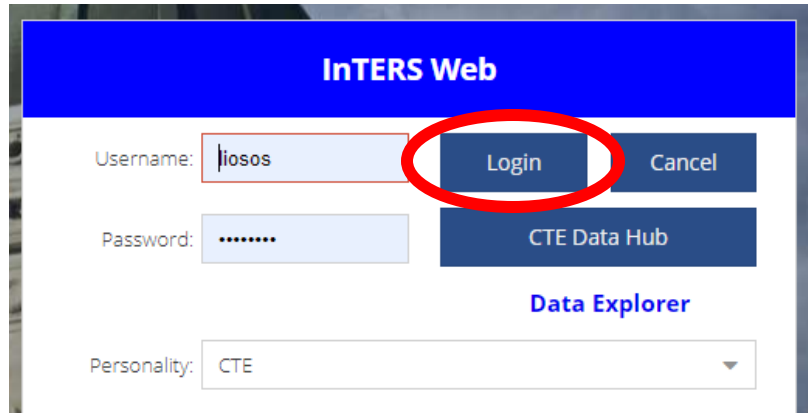 InTERS Web
Username: liosos Login Cancel
Password: •••••••• CTE Data Hub
Data Explorer
Personality: CTE